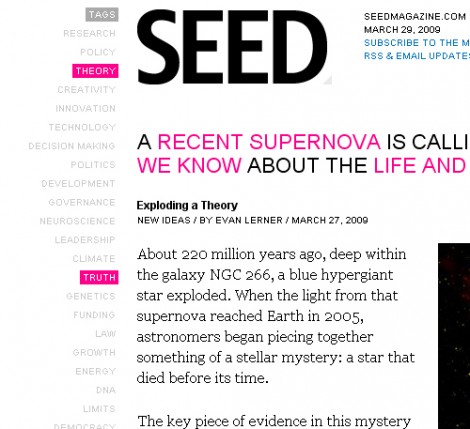 TAGS
RESEARCH
POLICY
THEORY
CREATIVITY
INNOVATION
TECHNOLOGY
DECISION MAKING
POLITICS
DEVELOPMENT
GOVERNANCE
NEUROSCIENCE
LEADERSHIP
CLIMATE
TRUTH
GENETICS
FUNDING
LAW
GROWTH
ENERGY
DNA
LIMITS
DEMOCRACY
SEED
SEEDMAGAZINE.COM
MARCH 29, 2009
SUBSCRIBE TO THE M
RSS & EMAIL UPDATES
A RECENT SUPERNOVA IS CALLI
WE KNOW ABOUT THE LIFE AND
Exploding a Theory
NEW IDEAS / BY EVAN LERNER / MARCH 27, 2009
About 220 million years ago, deep within
the galaxy NGC 266, a blue hypergiant
star exploded. When the light from that
supernova reached Earth in 2005,
astronomers began piecing together
something of a stellar mystery: a star that
died before its time.
The key piece of evidence in this mystery